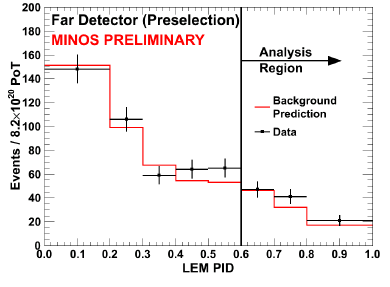 Far Detector (Preselection)
MINOS PRELIMINARY
Analysis
Region
Background
Prediction
Data
Events / 8.2×10²⁰ PoT
200
180
160
140
120
100
80
60
40
20
0
0.0 0.1 0.2 0.3 0.4 0.5 0.6 0.7 0.8 0.9 1.0
LEM PID